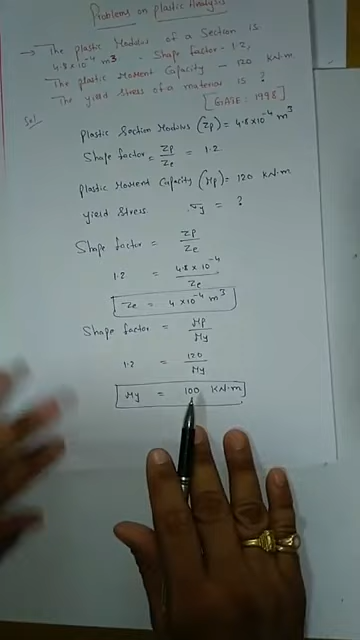 Problems on plastic Analysis
→ The plastic Modulus of a Section is
4.8 x 10⁻⁴ m³ - Shape factor - 1.2,
The plastic Moment Capacity - 120 KN.m
The yield stress of a material is ?
[GATE : 1998]
Sol
plastic Section Modulus (Zp) = 4.8x10⁻⁴ m³
Shape factor = Zp/Ze = 1.2
plastic Moment Capacity (Mp) = 120 KN.m
yield Stress σy = ?
Shape factor = Zp/Ze
1.2 = 4.8 x 10⁻⁴/Ze
Ze = 4 x10⁻⁴ m³
Shape factor = Mp/My
1.2 = 120/My
My = 100 KN.m